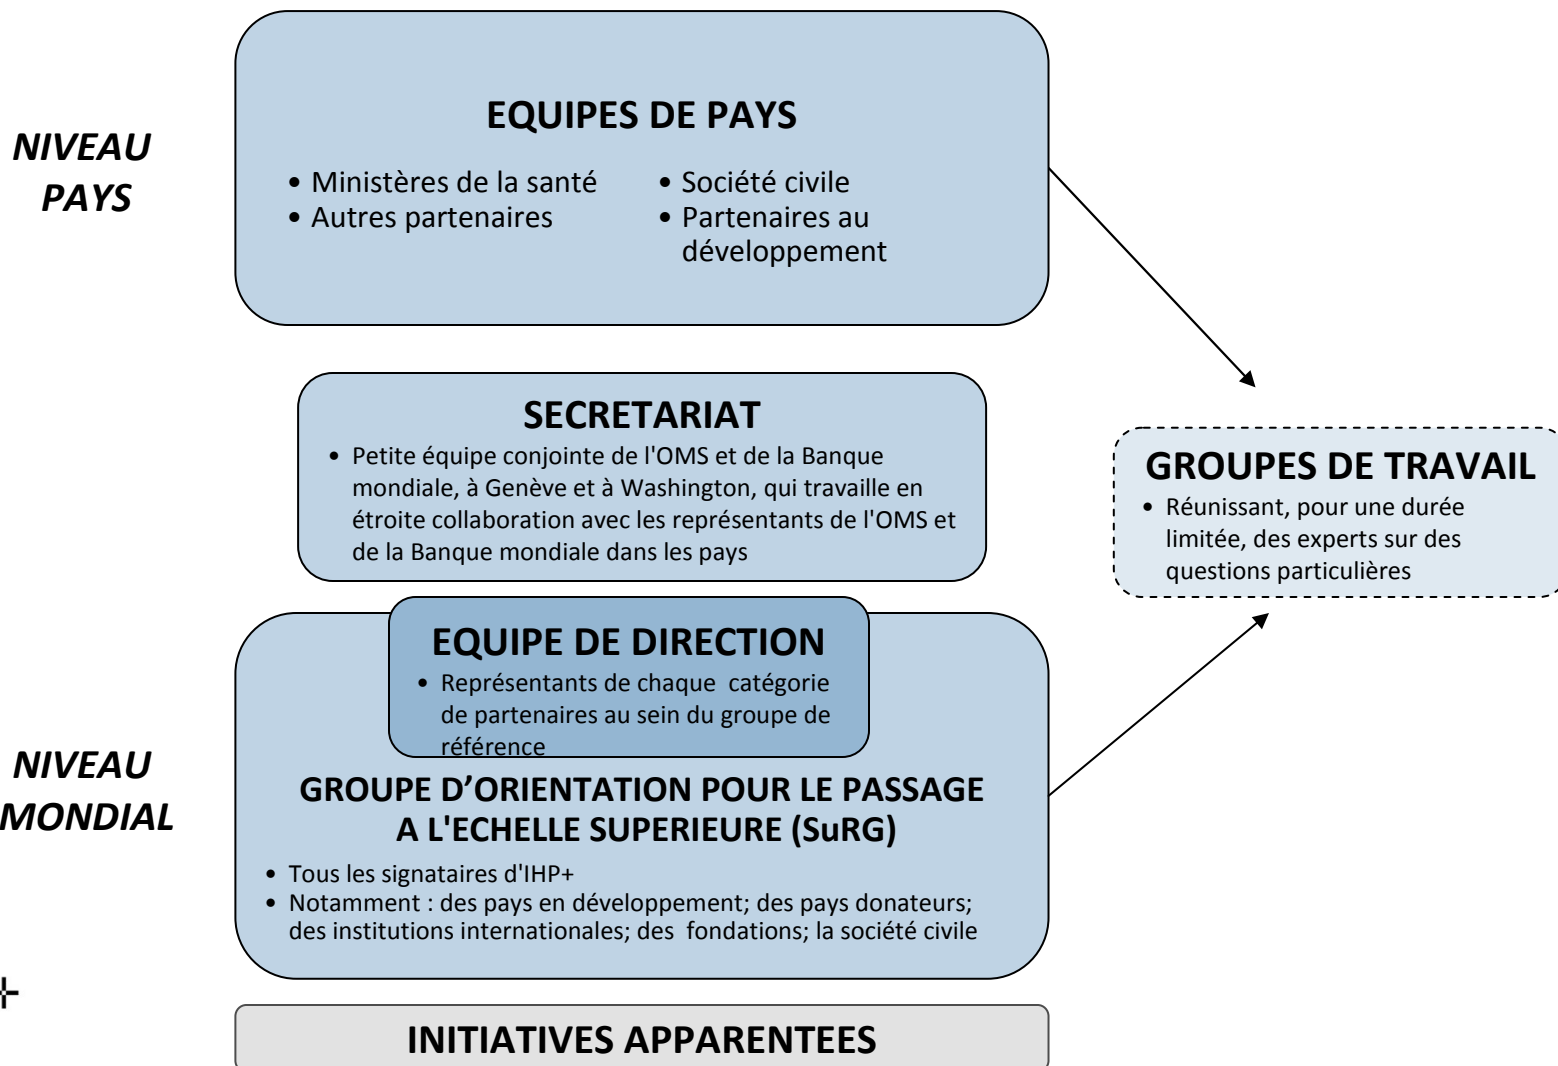 NIVEAU
PAYS
EQUIPES DE PAYS
• Ministères de la santé
• Autres partenaires
• Société civile
• Partenaires au
développement
SECRETARIAT
• Petite équipe conjointe de l'OMS et de la Banque
mondiale, à Genève et à Washington, qui travaille en
étroite collaboration avec les représentants de l'OMS et
de la Banque mondiale dans les pays
GROUPES DE TRAVAIL
• Réunissant, pour une durée
limitée, des experts sur des
questions particulières
EQUIPE DE DIRECTION
• Représentants de chaque catégorie
de partenaires au sein du groupe de
référence
NIVEAU
MONDIAL
GROUPE D’ORIENTATION POUR LE PASSAGE
A L'ECHELLE SUPERIEURE (SuRG)
• Tous les signataires d'IHP+
• Notamment : des pays en développement; des pays donateurs;
des institutions internationales; des fondations; la société civile
INITIATIVES APPARENTEES